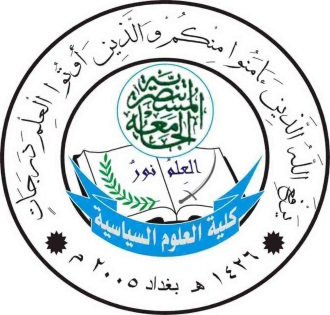 يرفع الله الذين ءامنوا منكم والذين أوتوا العلم درجات
الجامعة المستنصرية
العلم نور
كلية العلوم السياسية
١٤٢٦ هـ بغداد ٢٠٠٥ م